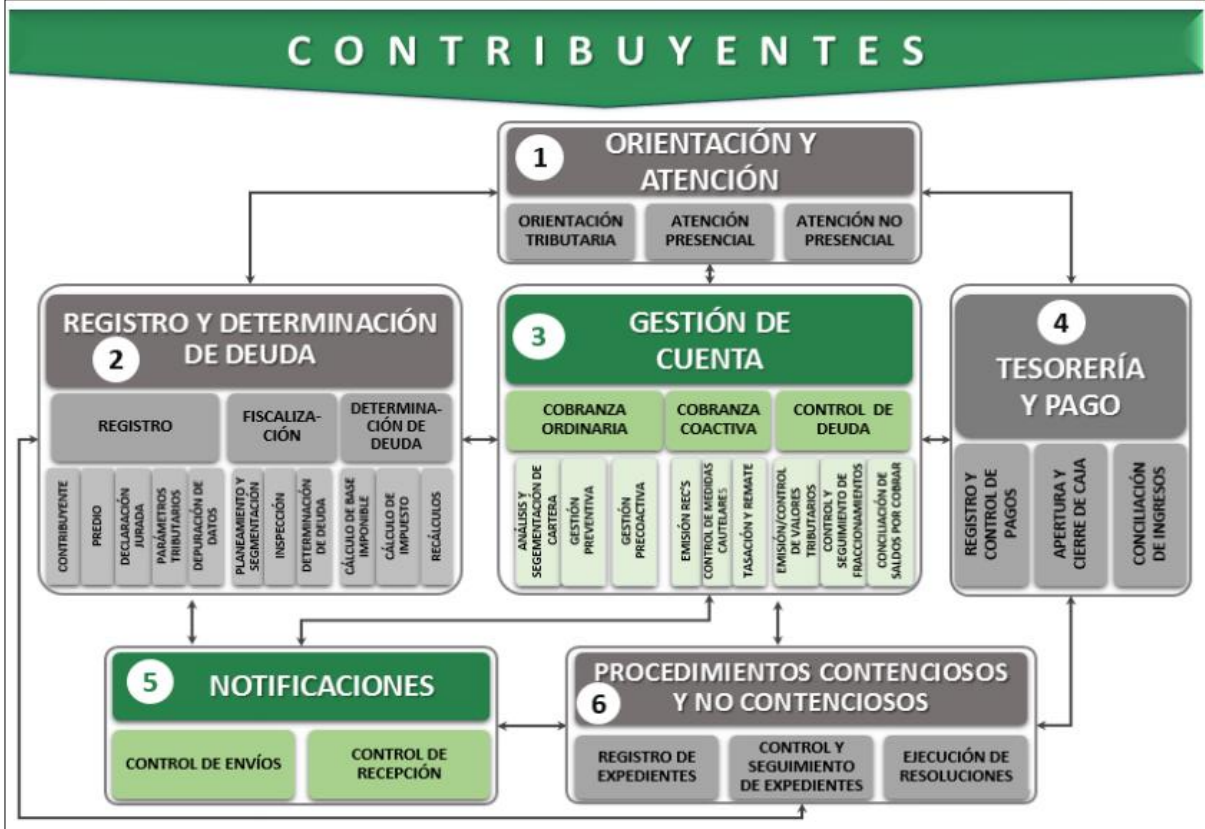 CONTRIBUYENTES
1
ORIENTACIÓN Y
ATENCIÓN
ORIENTACIÓN
TRIBUTARIA
ATENCIÓN
PRESENCIAL
ATENCIÓN NO
PRESENCIAL
REGISTRO Y DETERMINACIÓN
DE DEUDA
2
REGISTRO
FISCALIZA-
CIÓN
DETERMINA-
CIÓN DE
DEUDA
CONTRIBUYENTE
PREDIO
DECLARACIÓN
JURADA
PARÁMETROS
TRIBUTARIOS
DEPURACIÓN DE
DATOS
PLANEAMIENTO Y
SEGMENTACIÓN
INSPECCIÓN
DETERMINACIÓN
DE DEUDA
CÁLCULO DE BASE
IMPONIBLE
CÁLCULO DE
IMPUESTO
RECÁLCULOS
3
GESTIÓN DE
CUENTA
COBRANZA
ORDINARIA
COBRANZA
COACTIVA
CONTROL DE
DEUDA
ANÁLISIS Y
SEGEMENTACIÓN DE
CARTERA
GESTIÓN
PREVENTIVA
GESTIÓN
PRECOACTIVA
EMISIÓN REC'S
CONTROL DE MEDIDAS
CAUTELARES
TASACIÓN Y REMATE
EMISIÓN/CONTROL
DE VALORES
TRIBUTARIOS
CONTROL Y
SEGUIMIENTO DE
FRACCIONAMIENTOS
CONCILIACIÓN DE
SALDOS POR COBRAR
4
TESORERÍA
Y PAGO
REGISTRO Y
CONTROL DE
PAGOS
APERTURA Y
CIERRE DE CAJA
CONCILIACIÓN
DE INGRESOS
5
NOTIFICACIONES
CONTROL DE ENVÍOS
CONTROL DE
RECEPCIÓN
PROCEDIMIENTOS CONTENCIOSOS
Y NO CONTENCIOSOS
6
REGISTRO DE
EXPEDIENTES
CONTROL Y
SEGUIMIENTO
DE EXPEDIENTES
EJECUCIÓN DE
RESOLUCIONES